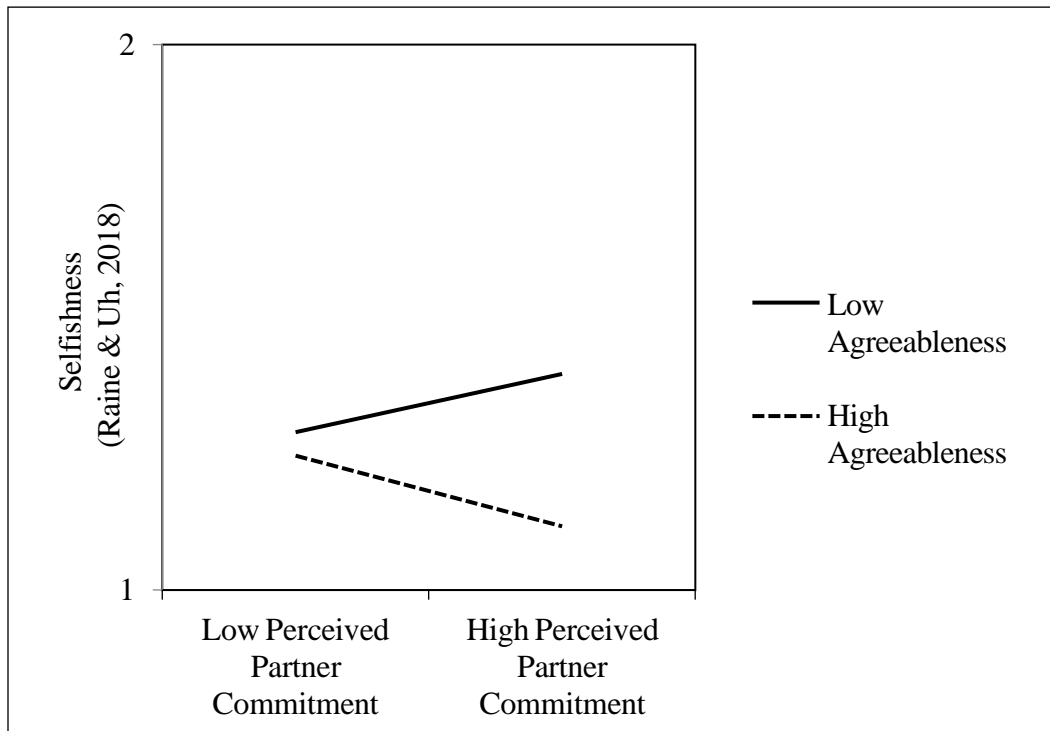 2
1
Selfishness
(Raine & Uh, 2018)
Low Perceived
Partner
Commitment
High Perceived
Partner
Commitment
Low
Agreeableness
High
Agreeableness